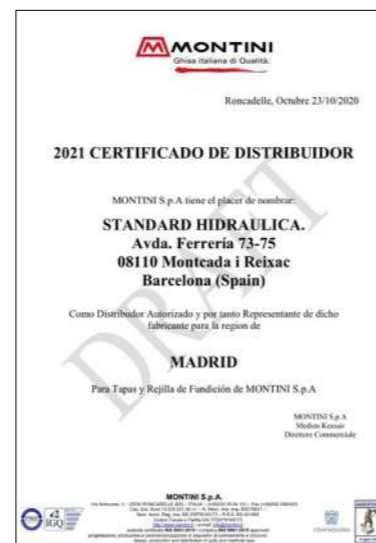 MONTINI
Ghisa italiana di Qualità.
Roncadelle, Octubre 23/10/2020
2021 CERTIFICADO DE DISTRIBUIDOR
MONTINI S.p.A tiene el placer de nombrar:
STANDARD HIDRAULICA.
Avda. Ferrería 73-75
08110 Montcada i Reixac
Barcelona (Spain)
Como Distribuidor Autorizado y por tanto Representante de dicho
fabricante para la region de
MADRID
Para Tapas y Rejilla de Fundición de MONTINI S.p.A
MONTINI S.p.A
Direttore Commerciale
DRAFT
MONTINI S.p.A.
IGQ